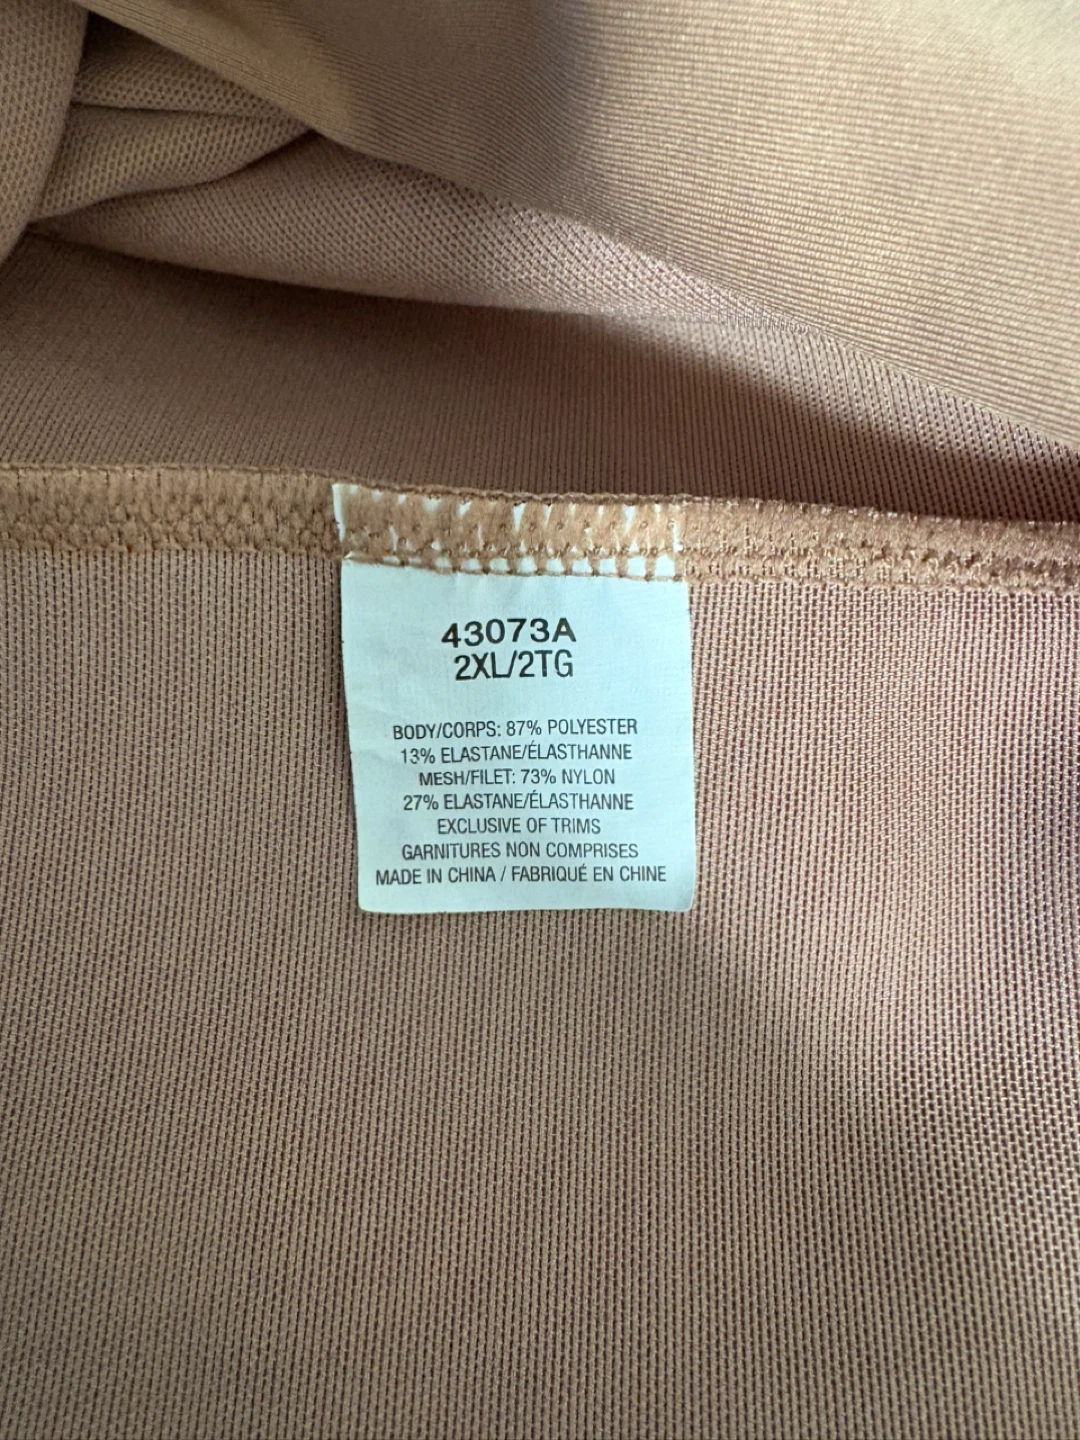 43073A
2XL/2TG
BODY/CORPS: 87% POLYESTER
13% ELASTANE/ÉLASTHANNE
MESH/FILET: 73% NYLON
27% ELASTANE/ÉLASTHANNE
EXCLUSIVE OF TRIMS
GARNITURES NON COMPRISES
MADE IN CHINA / FABRIQUÉ EN CHINE